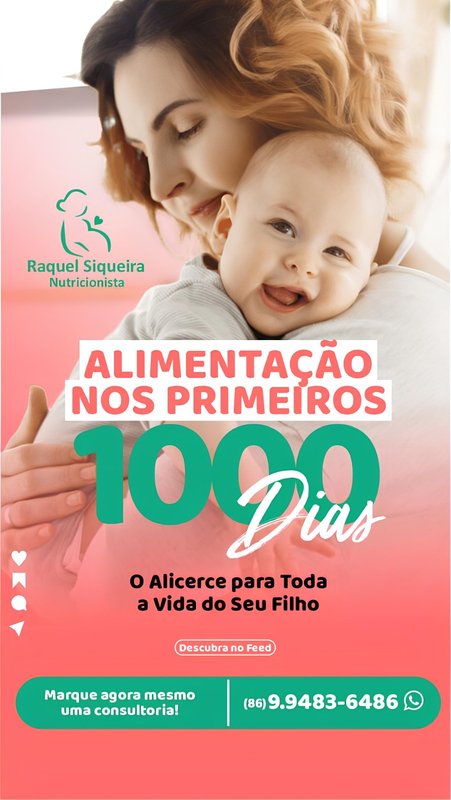 Raquel Siqueira
Nutricionista
ALIMENTAÇÃO
NOS PRIMEIROS
1000
Dias
O Alicerce para Toda
a Vida do Seu Filho
Descubra no Feed
Marque agora mesmo
uma consultoria!
(86)9.9483-6486